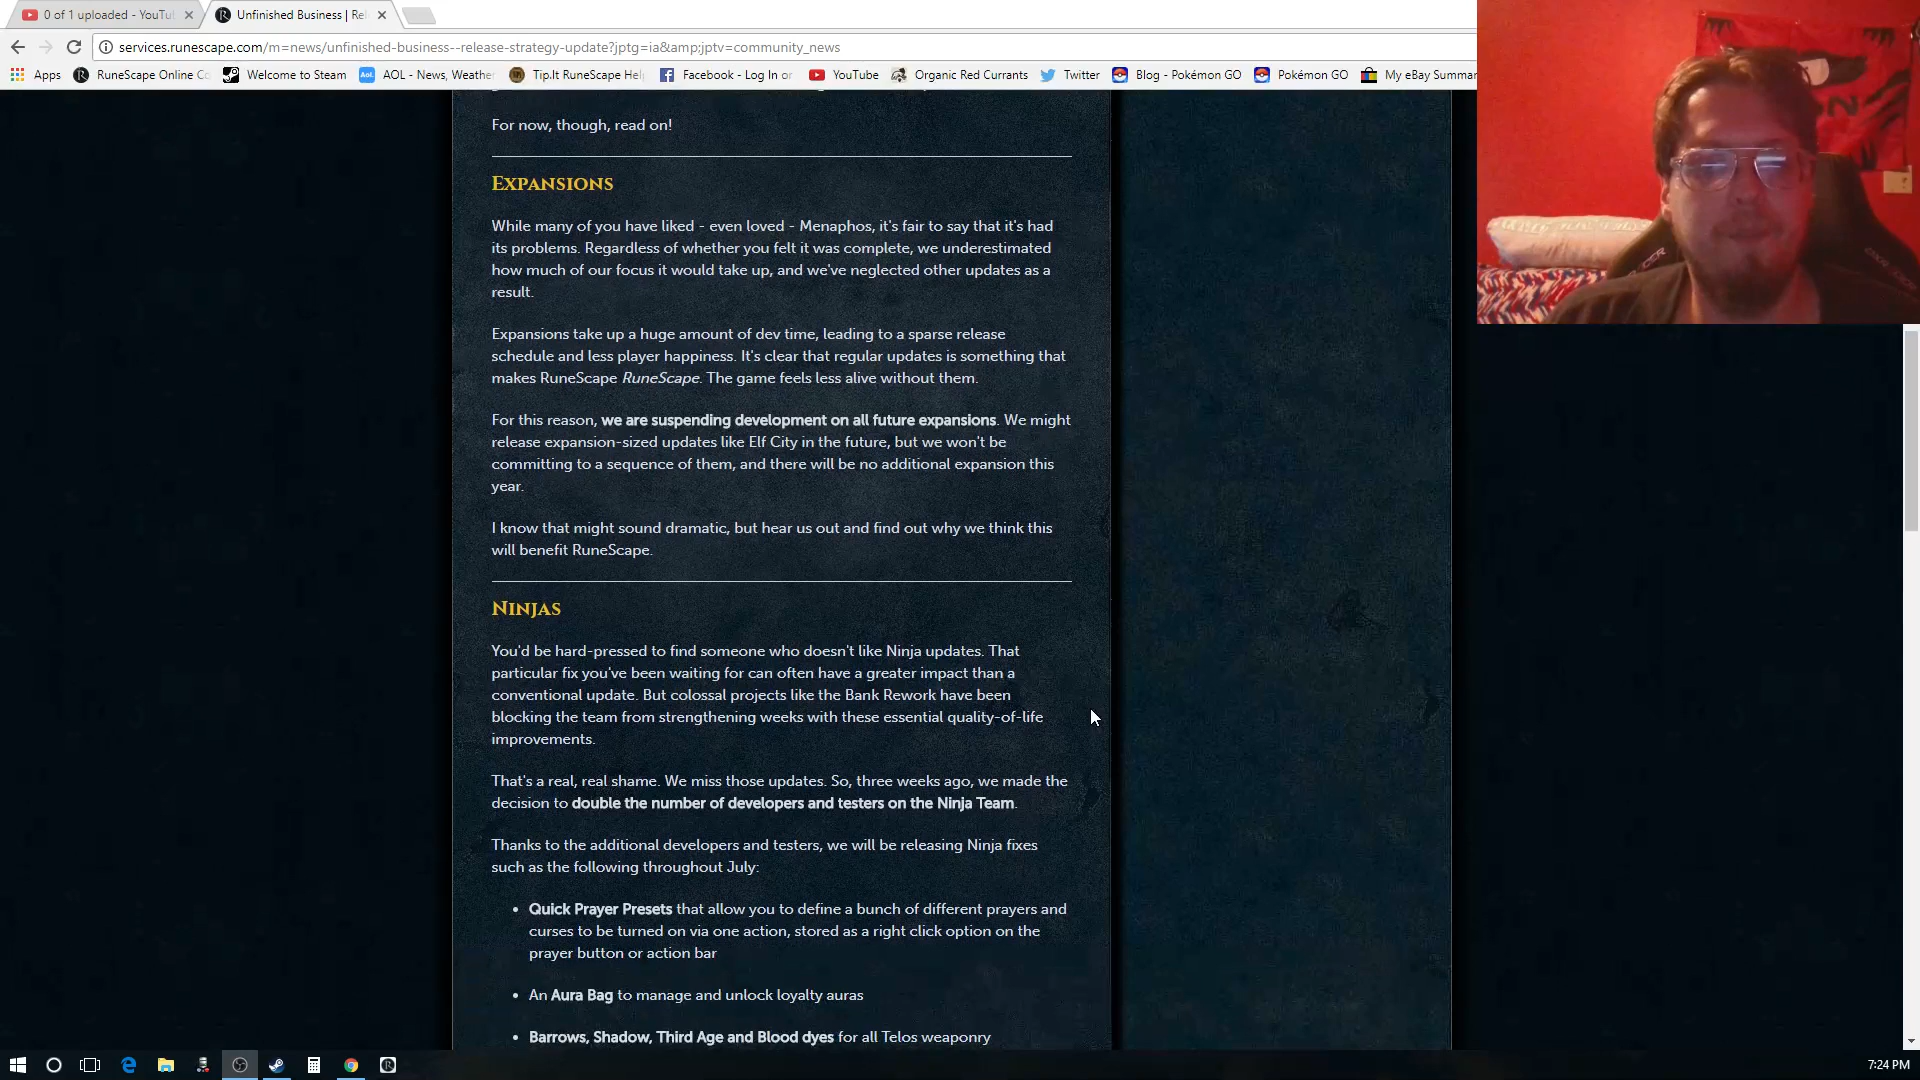 0 of 1 uploaded - YouTu
Unfinished Business | Rel
services.runescape.com/m=news/unfinished-business--release-strategy-update?jptg=ia&amp;jptv=community_news
Apps
RuneScape Online Co
Welcome to Steam
AOL - News, Weathe
Tip.It RuneScape Hel
Facebook - Log In or
YouTube
Organic Red Currants
Twitter
Blog - Pokémon GO
Pokémon GO
My eBay Summar
For now, though, read on!
EXPANSIONS
While many of you have liked - even loved - Menaphos, it's fair to say that it's had
its problems. Regardless of whether you felt it was complete, we underestimated
how much of our focus it would take up, and we've neglected other updates as a
result.
Expansions take up a huge amount of dev time, leading to a sparse release
schedule and less player happiness. It's clear that regular updates is something that
makes RuneScape RuneScape. The game feels less alive without them.
For this reason, we are suspending development on all future expansions. We might
release expansion-sized updates like Elf City in the future, but we won't be
committing to a sequence of them, and there will be no additional expansion this
year.
I know that might sound dramatic, but hear us out and find out why we think this
will benefit RuneScape.
NINJAS
You'd be hard-pressed to find someone who doesn't like Ninja updates. That
particular fix you've been waiting for can often have a greater impact than a
conventional update. But colossal projects like the Bank Rework have been
blocking the team from strengthening weeks with these essential quality-of-life
improvements.
That's a real, real shame. We miss those updates. So, three weeks ago, we made the
decision to double the number of developers and testers on the Ninja Team.
Thanks to the additional developers and testers, we will be releasing Ninja fixes
such as the following throughout July:
• Quick Prayer Presets that allow you to define a bunch of different prayers and
curses to be turned on via one action, stored as a right click option on the
prayer button or action bar
• An Aura Bag to manage and unlock loyalty auras
• Barrows, Shadow, Third Age and Blood dyes for all Telos weaponry
7:24 PM